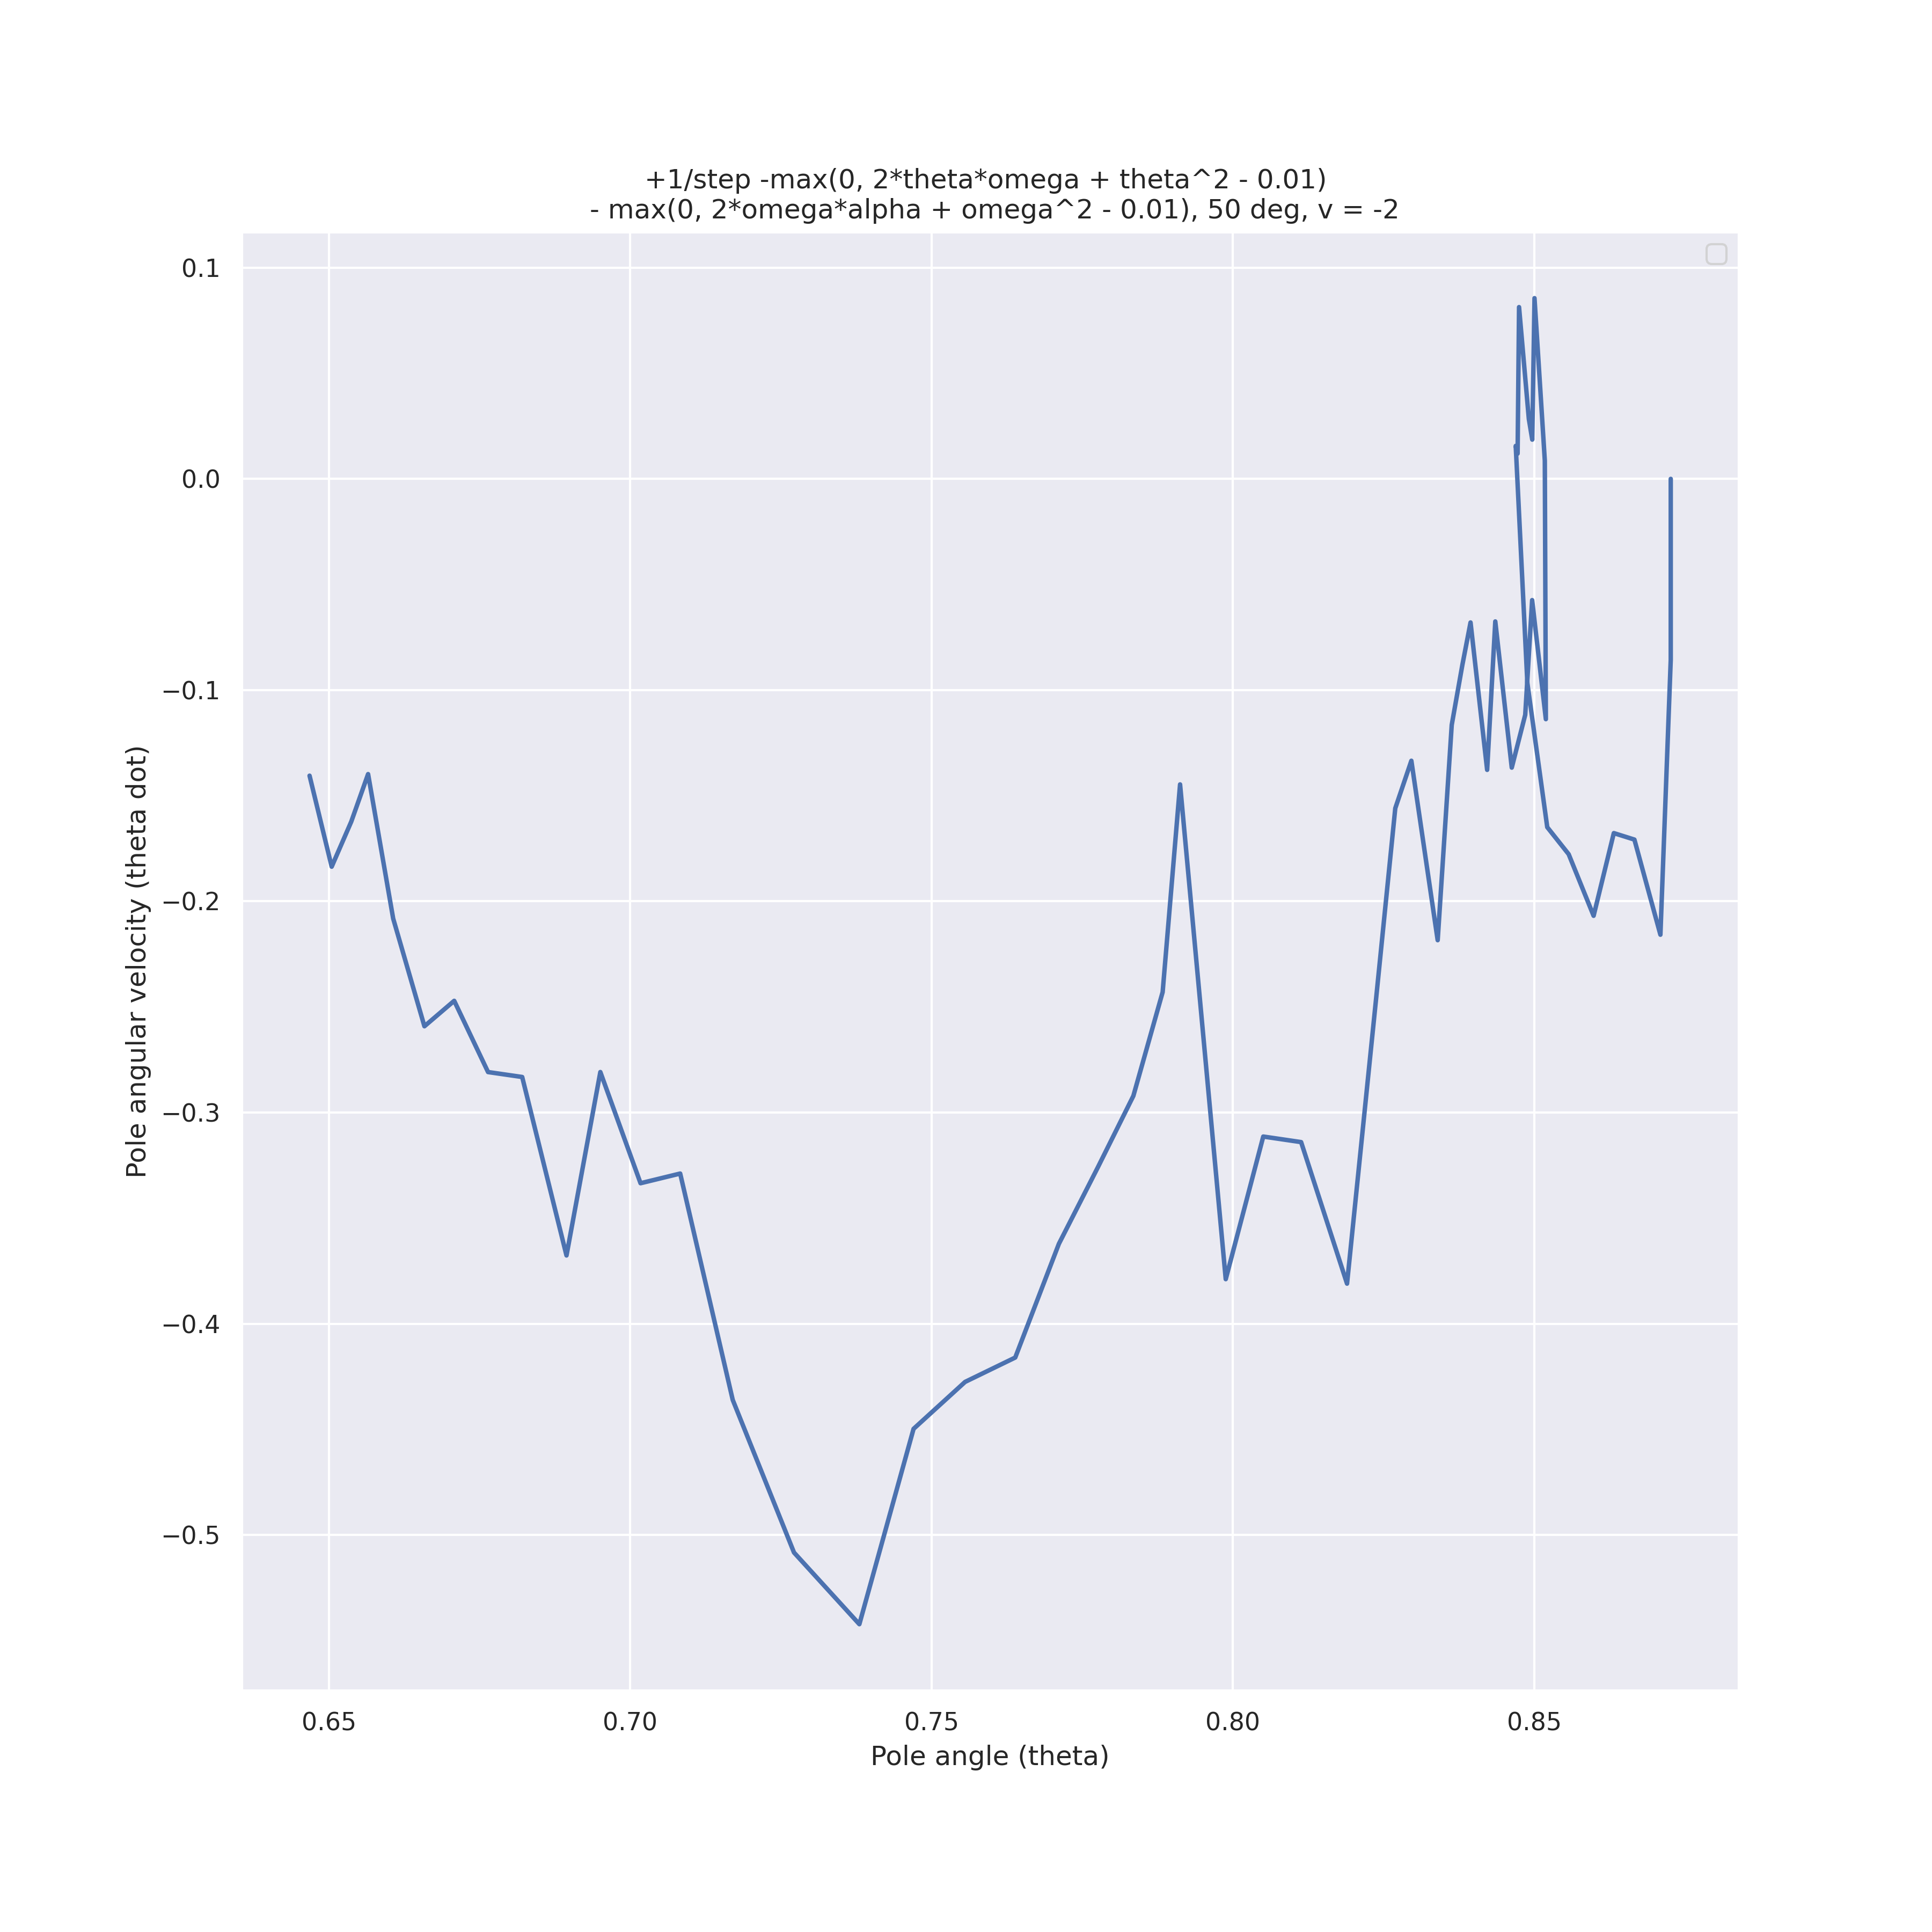 +1/step -max(0, 2*theta*omega + theta^2 - 0.01)
- max(0, 2*omega*alpha + omega^2 - 0.01), 50 deg, v = -2
0.1
0.0
−0.1
−0.2
−0.3
−0.4
−0.5
Pole angular velocity (theta dot)
0.65 0.70 0.75 0.80 0.85
Pole angle (theta)